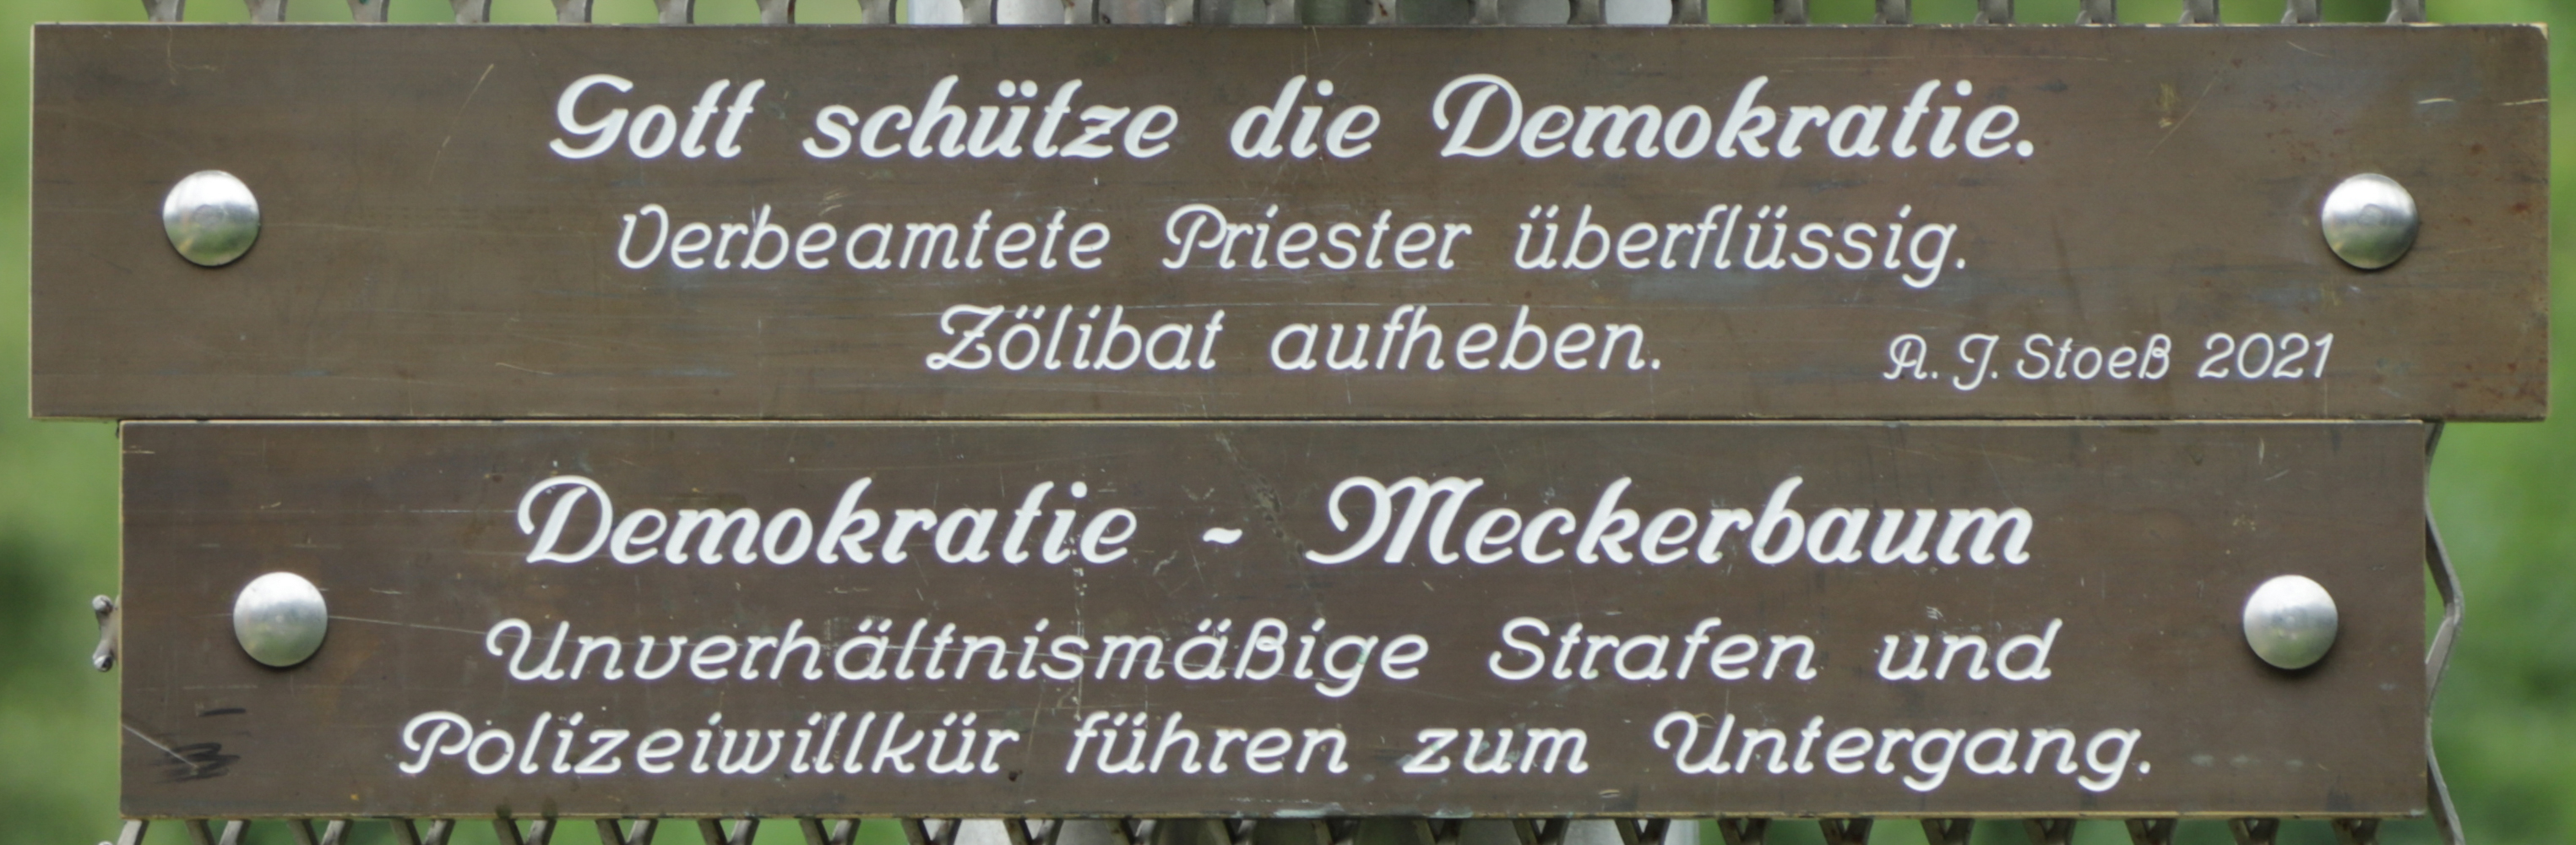 Gott schütze die Demokratie.
Verbeamtete Priester überflüssig.
Zölibat aufheben.
A. J. Stoeß 2021
Demokratie - Meckerbaum
Unverhältnismäßige Strafen und
Polizeiwillkür führen zum Untergang.